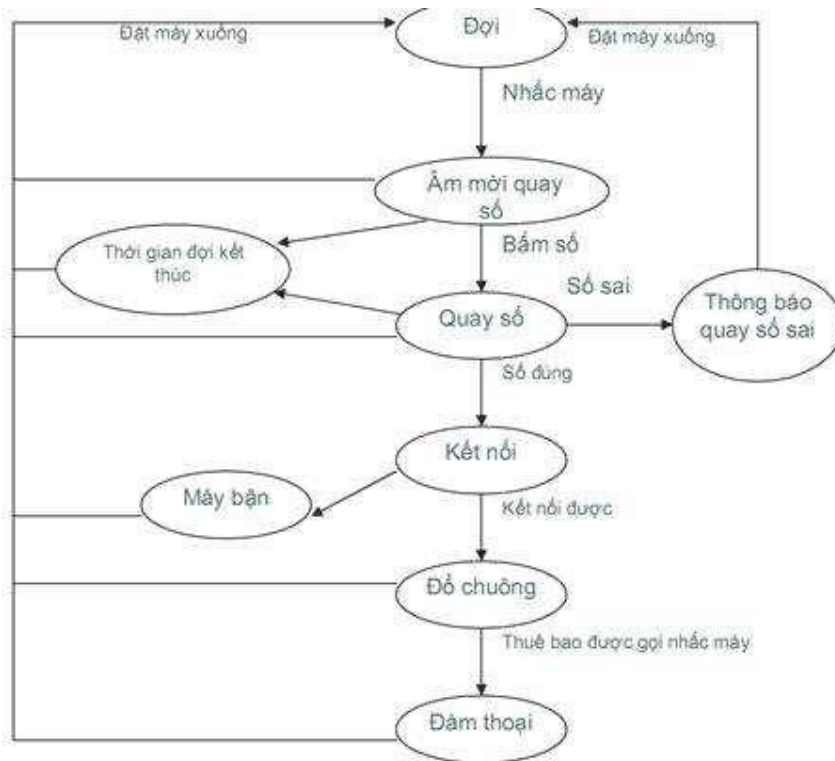 Đợi
Đặt máy xuống
Đặt máy xuống
Nhấc máy
Âm mời quay
số
Thời gian đợi kết
thúc
Bấm số
Số sai
Quay số
Thông báo
quay số sai
Số đúng
Kết nối
Máy bận
Kết nối được
Đổ chuông
Thuê bao được gọi nhấc máy
Đàm thoại